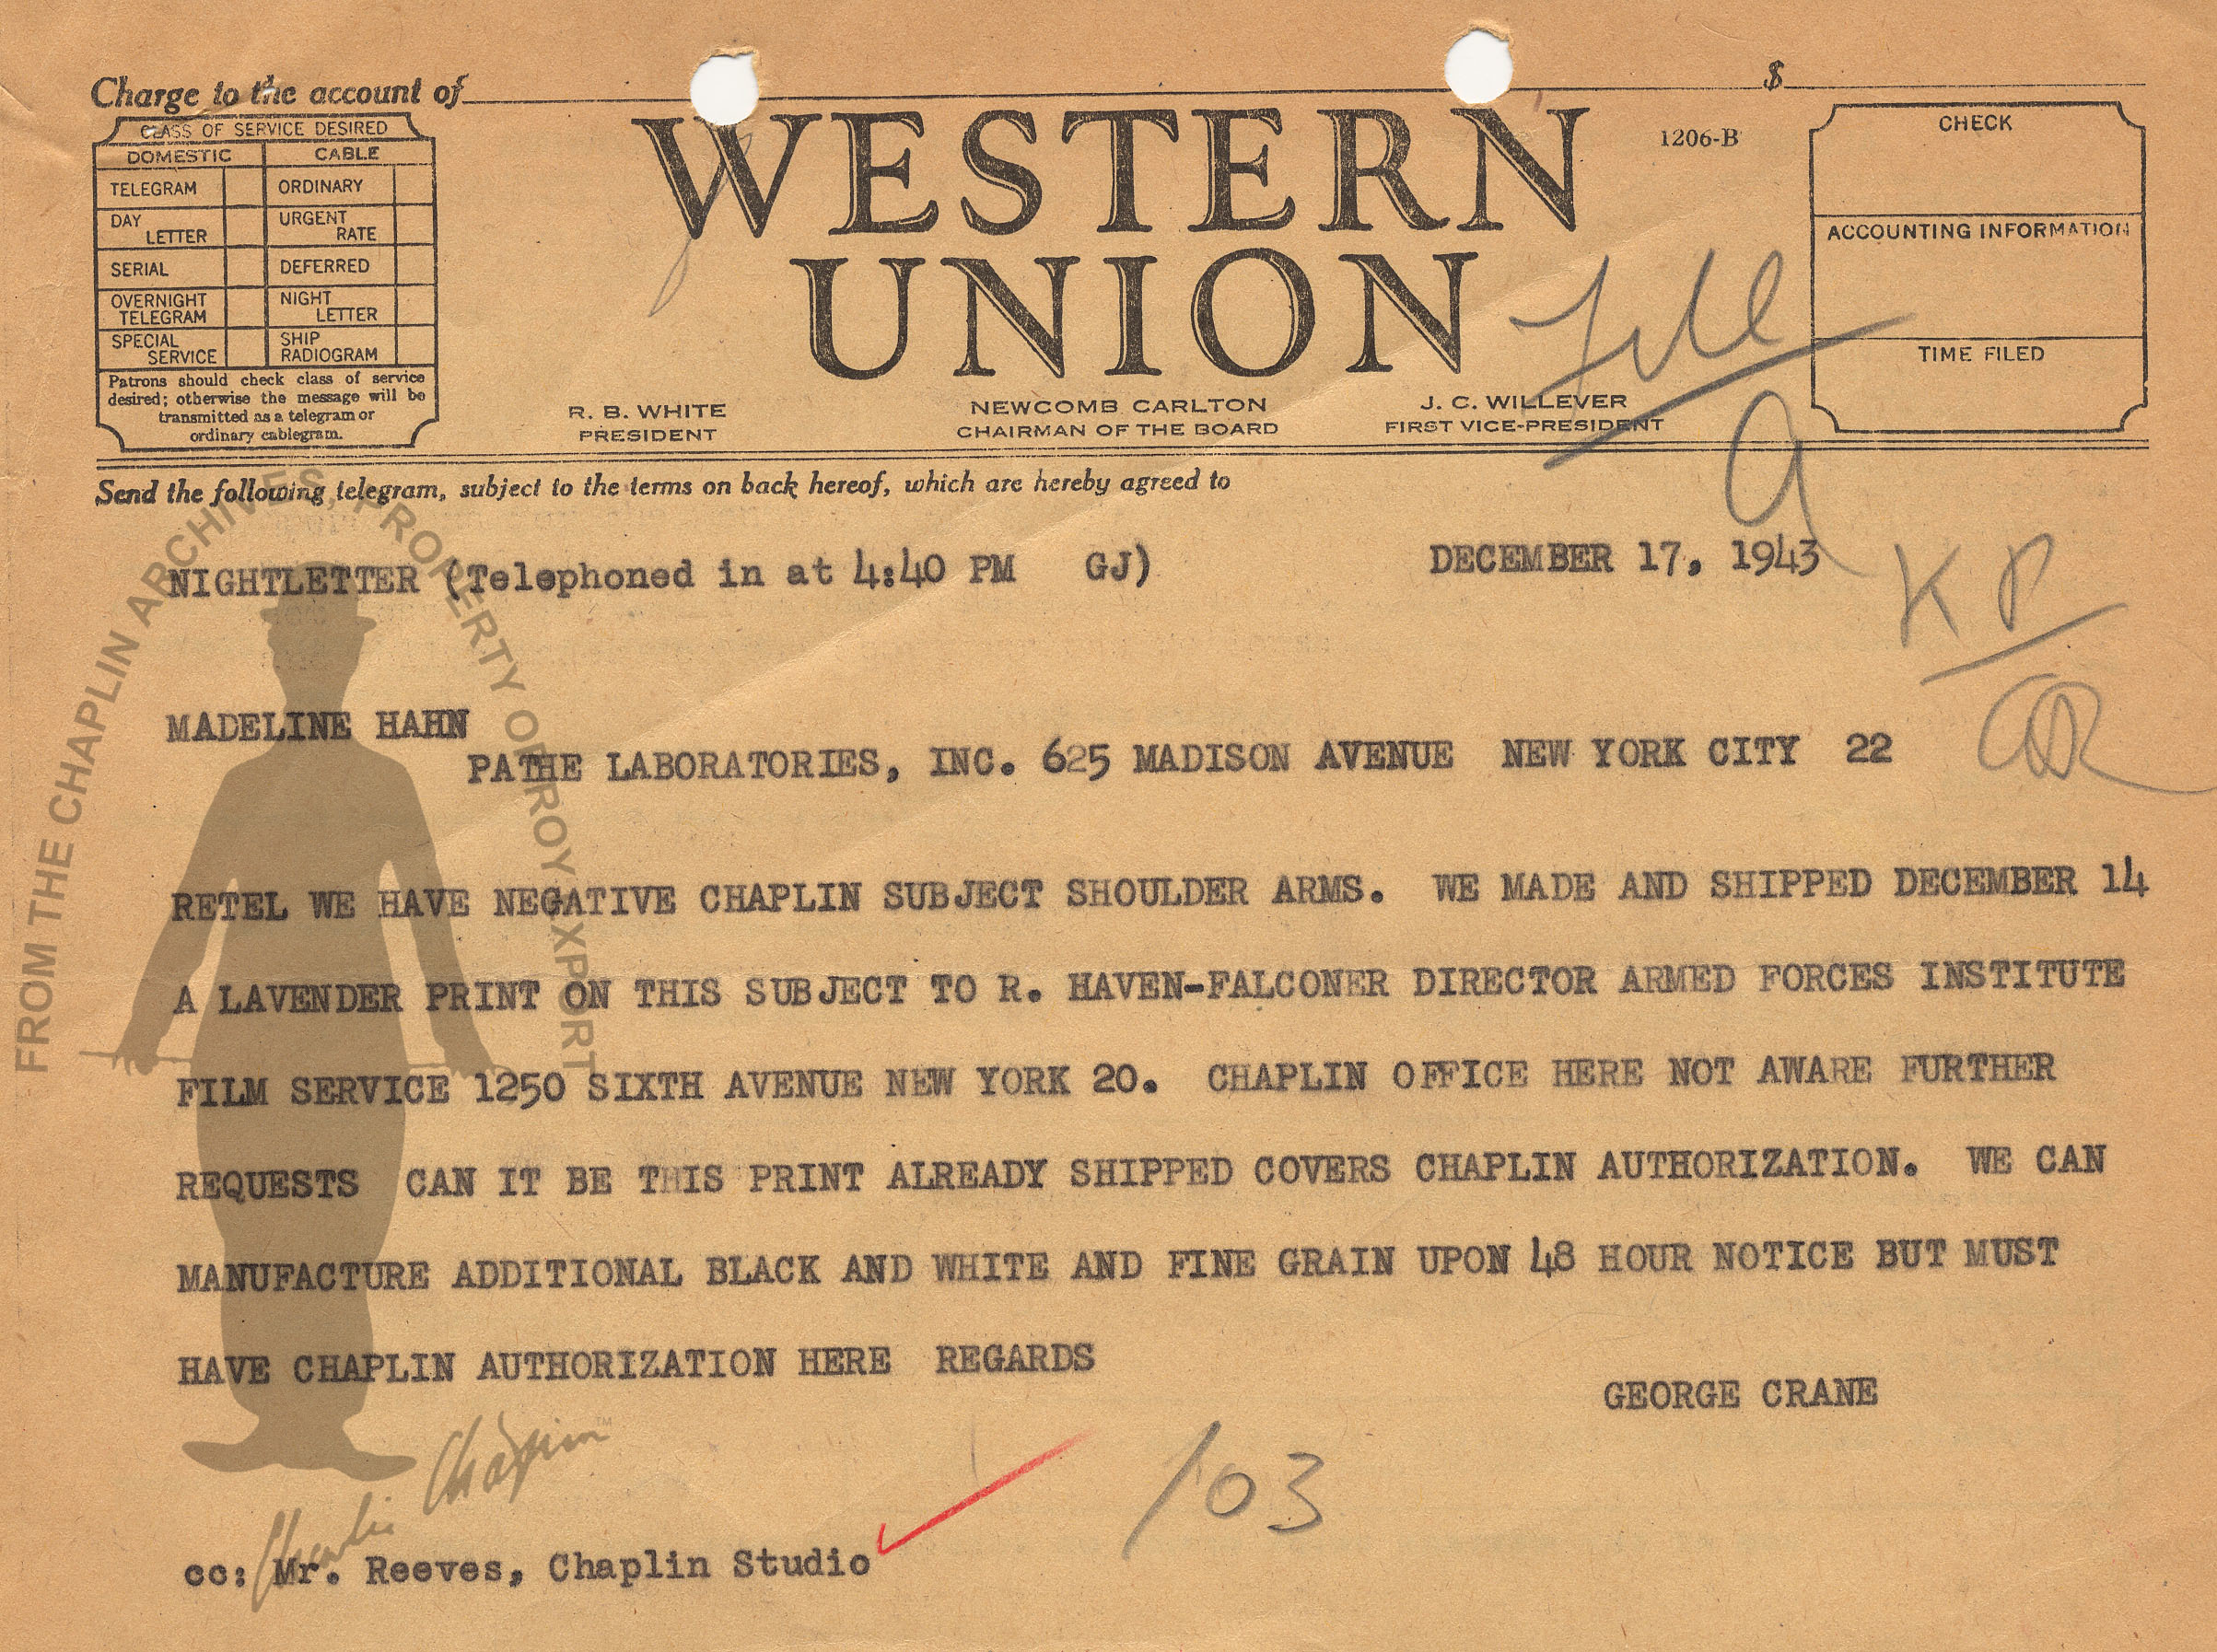 Charge to the account of $
CLASS OF SERVICE DESIRED
DOMESTIC CABLE
TELEGRAM ORDINARY
DAY LETTER URGENT RATE
SERIAL DEFERRED
OVERNIGHT TELEGRAM NIGHT LETTER
SPECIAL SERVICE SHIP RADIOGRAM
Patrons should check class of service
desired; otherwise the message will be
transmitted as a telegram or
ordinary cablegram.
WESTERN
UNION
1206-B
CHECK
ACCOUNTING INFORMATION
TIME FILED
R. B. WHITE
PRESIDENT
NEWCOMB CARLTON
CHAIRMAN OF THE BOARD
J. C. WILLEVER
FIRST VICE-PRESIDENT
Send the following telegram, subject to the terms on back hereof, which are hereby agreed to
NIGHTLETTER (Telephoned in at 4:40 PM GJ) DECEMBER 17, 1943
MADELINE HAHN
PATHE LABORATORIES, INC. 625 MADISON AVENUE NEW YORK CITY 22
RETEL WE HAVE NEGATIVE CHAPLIN SUBJECT SHOULDER ARMS. WE MADE AND SHIPPED DECEMBER 14
A LAVENDER PRINT ON THIS SUBJECT TO R. HAVEN-FALCONER DIRECTOR ARMED FORCES INSTITUTE
FILM SERVICE 1250 SIXTH AVENUE NEW YORK 20. CHAPLIN OFFICE HERE NOT AWARE FURTHER
REQUESTS CAN IT BE THIS PRINT ALREADY SHIPPED COVERS CHAPLIN AUTHORIZATION. WE CAN
MANUFACTURE ADDITIONAL BLACK AND WHITE AND FINE GRAIN UPON 48 HOUR NOTICE BUT MUST
HAVE CHAPLIN AUTHORIZATION HERE REGARDS
GEORGE CRANE
103
cc: Mr. Reeves, Chaplin Studio
FROM THE CHAPLIN ARCHIVES, PROPERTY OF ROY EXPORT
Charlie Chaplin™